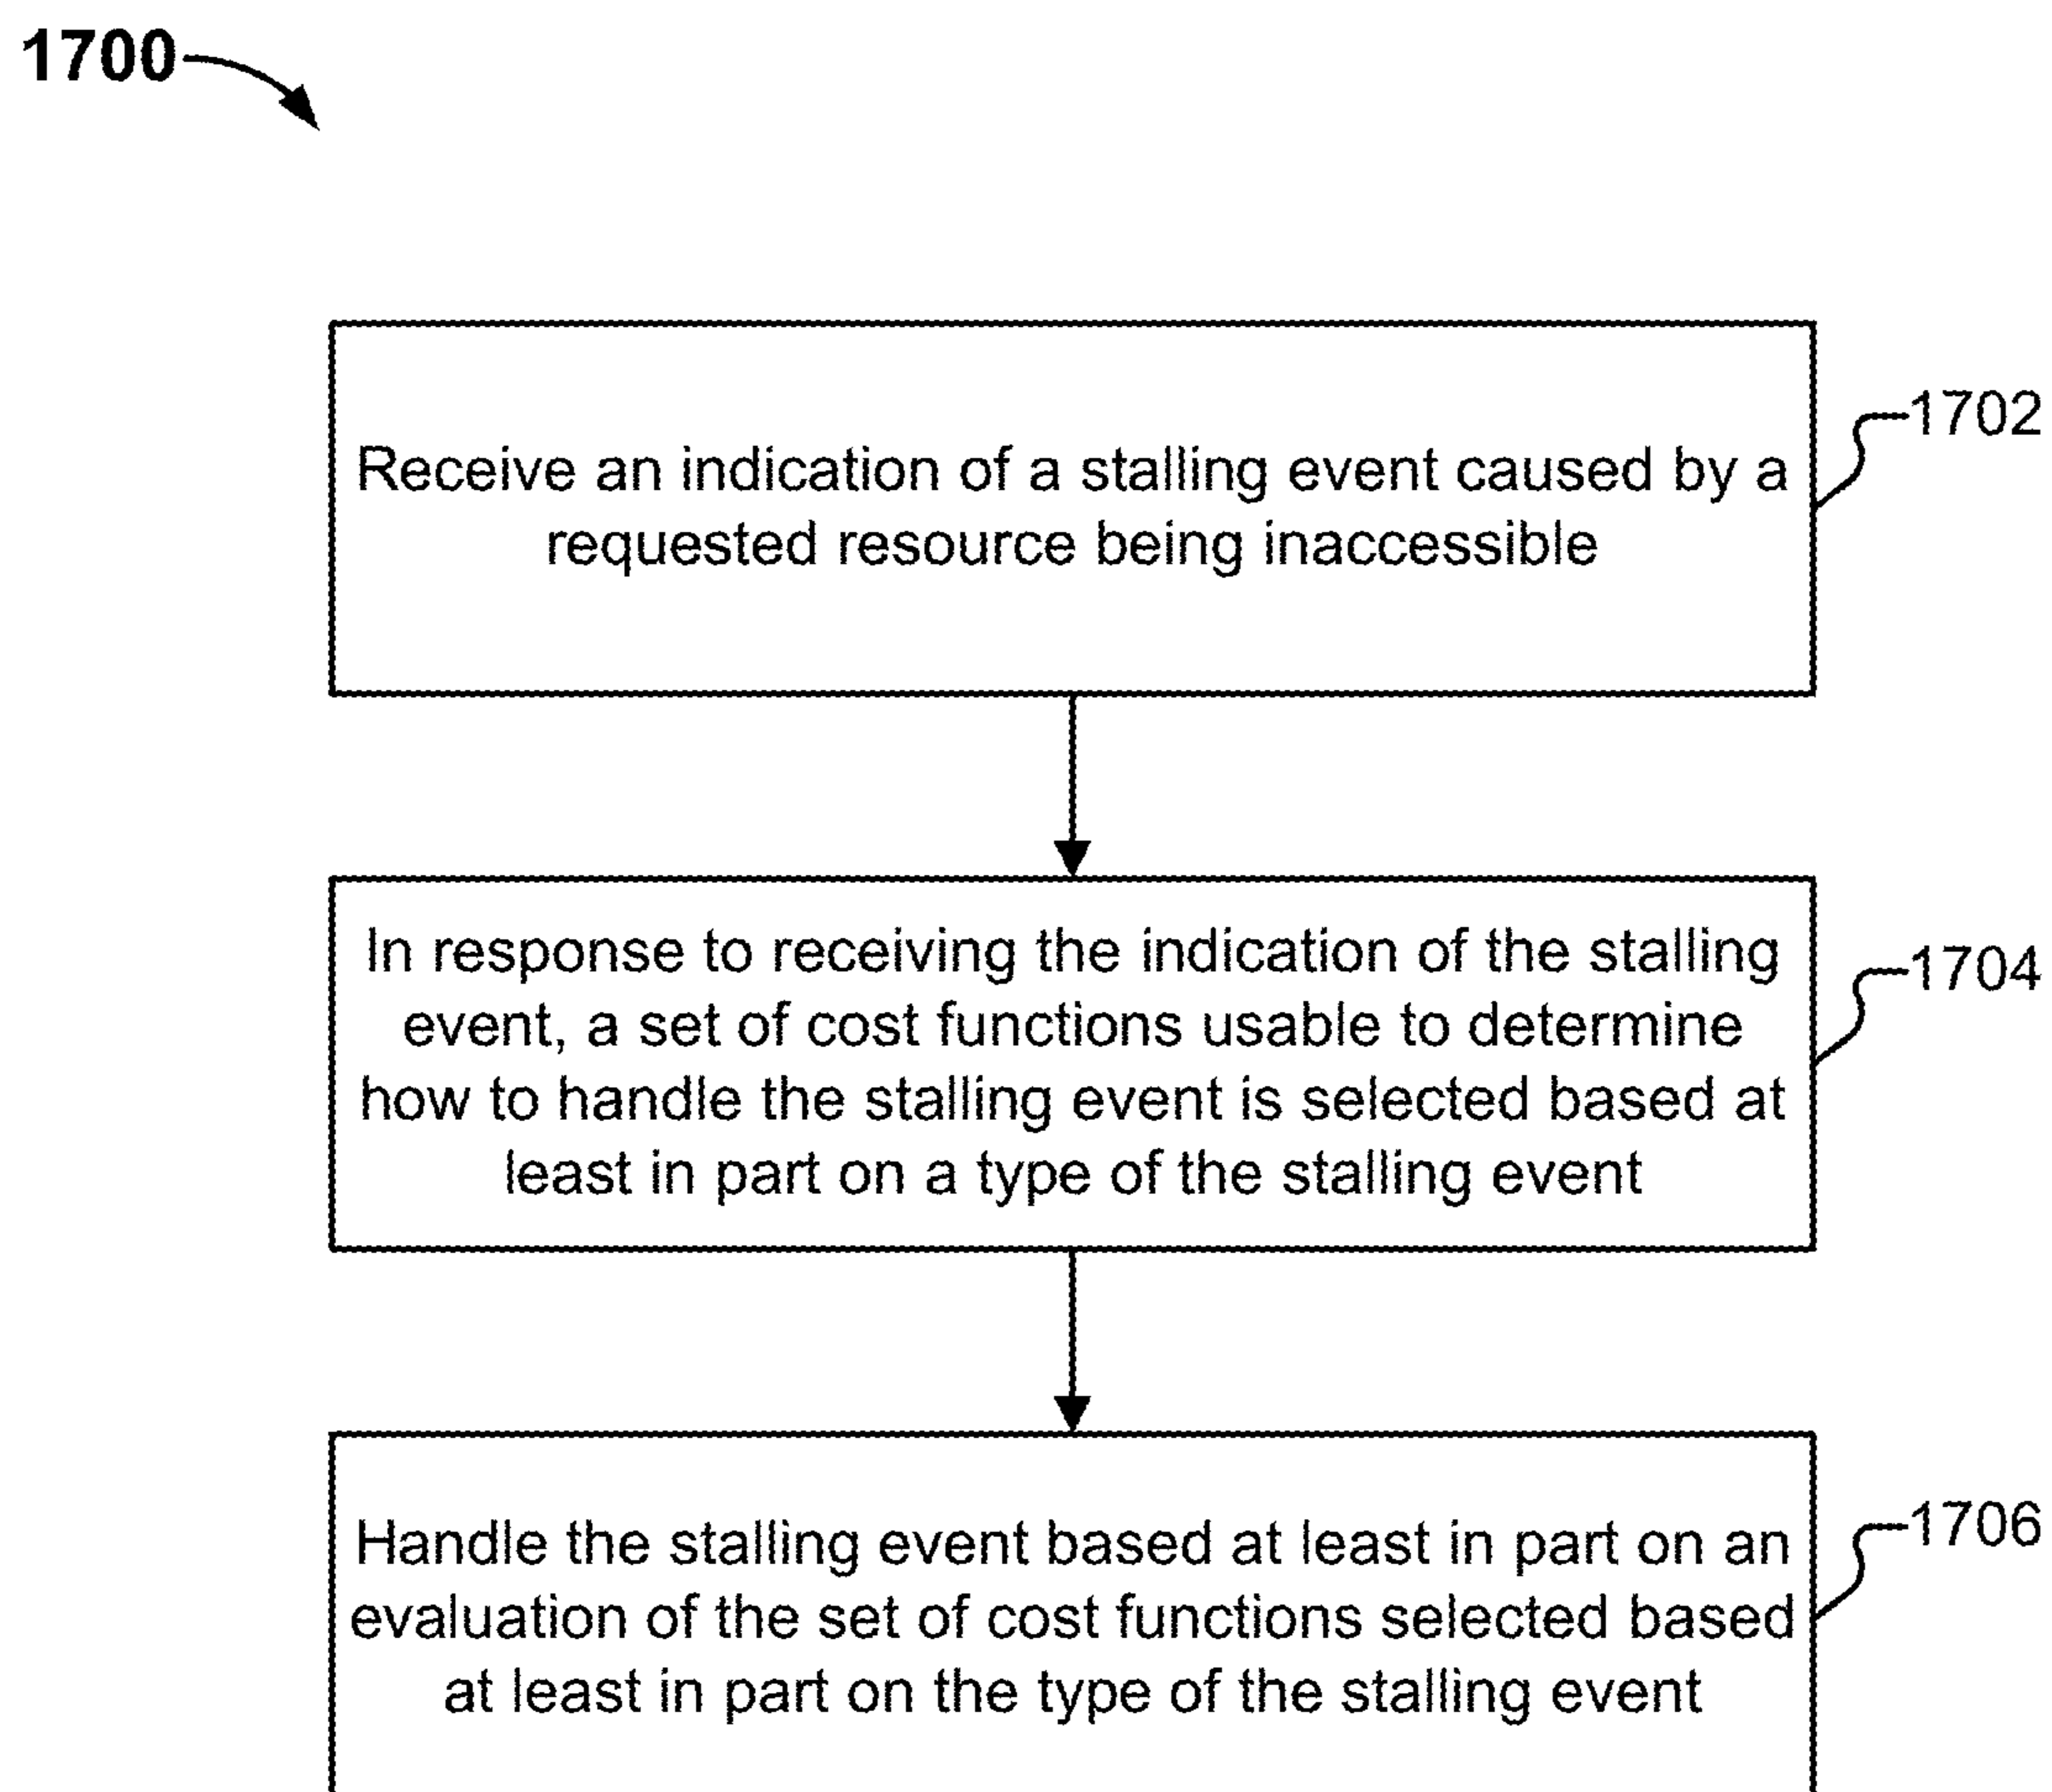 1700
Receive an indication of a stalling event caused by a
requested resource being inaccessible
1702
In response to receiving the indication of the stalling
event, a set of cost functions usable to determine
how to handle the stalling event is selected based at
least in part on a type of the stalling event
1704
Handle the stalling event based at least in part on an
evaluation of the set of cost functions selected based
at least in part on the type of the stalling event
1706